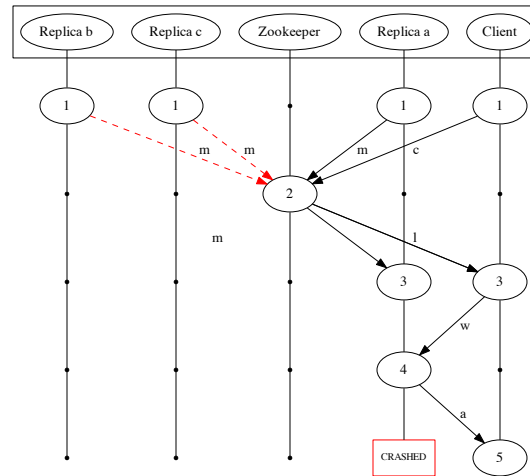 Replica b Replica c Zookeeper Replica a Client
1 1 1 1
m m m c
2
m l
3 3
w
4
a
CRASHED 5